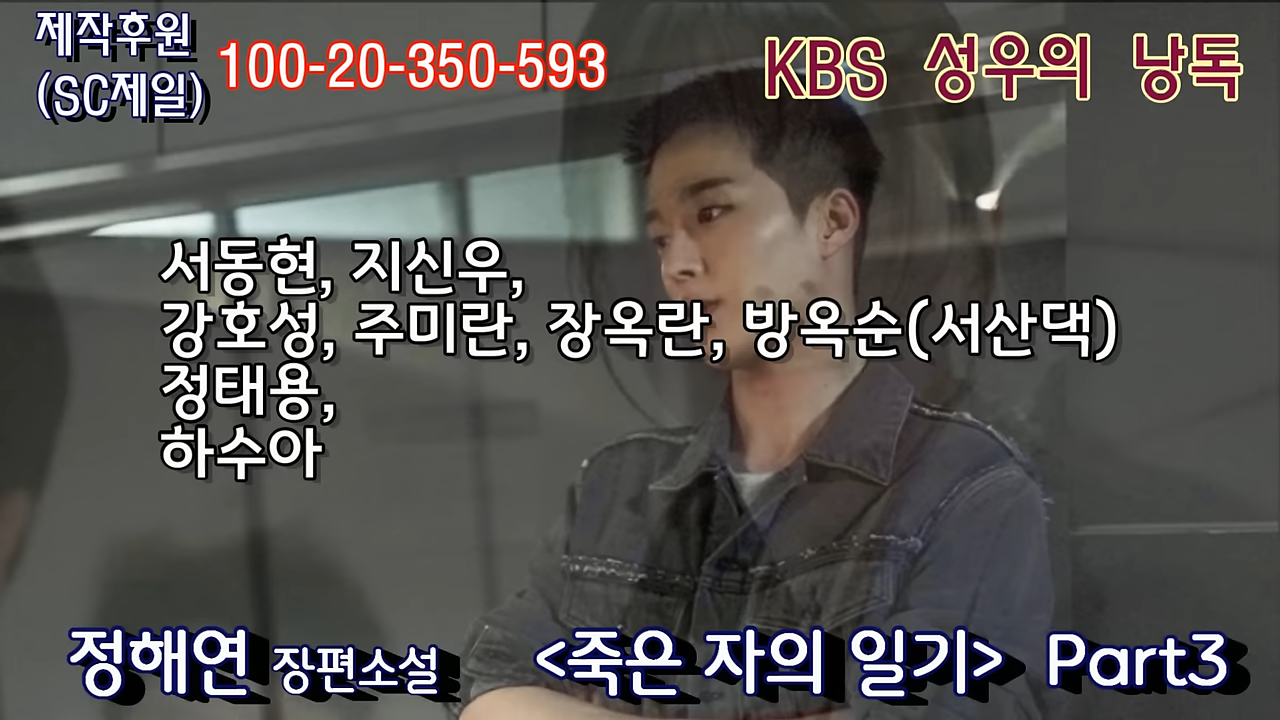 제작후원
(SC제일)
100-20-350-593
KBS 성우의 낭독
서동현, 지신우,
강호성, 주미란, 장옥란, 방옥순(서산댁)
정태용,
하수아
정해연 장편소설 <죽은 자의 일기> Part3